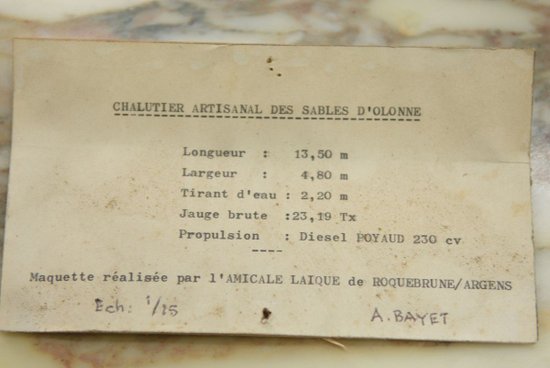 CHALUTIER ARTISANAL DES SABLES D'OLONNE
Longueur : 13,50 m
Largeur : 4,80 m
Tirant d'eau : 2,20 m
Jauge brute :23,19 Tx
Propulsion : Diesel POYAUD 230 cv
Maquette réalisée par l'AMICALE LAIQUE de ROQUEBRUNE/ARGENS
Ech: 1/25 A.BAYET